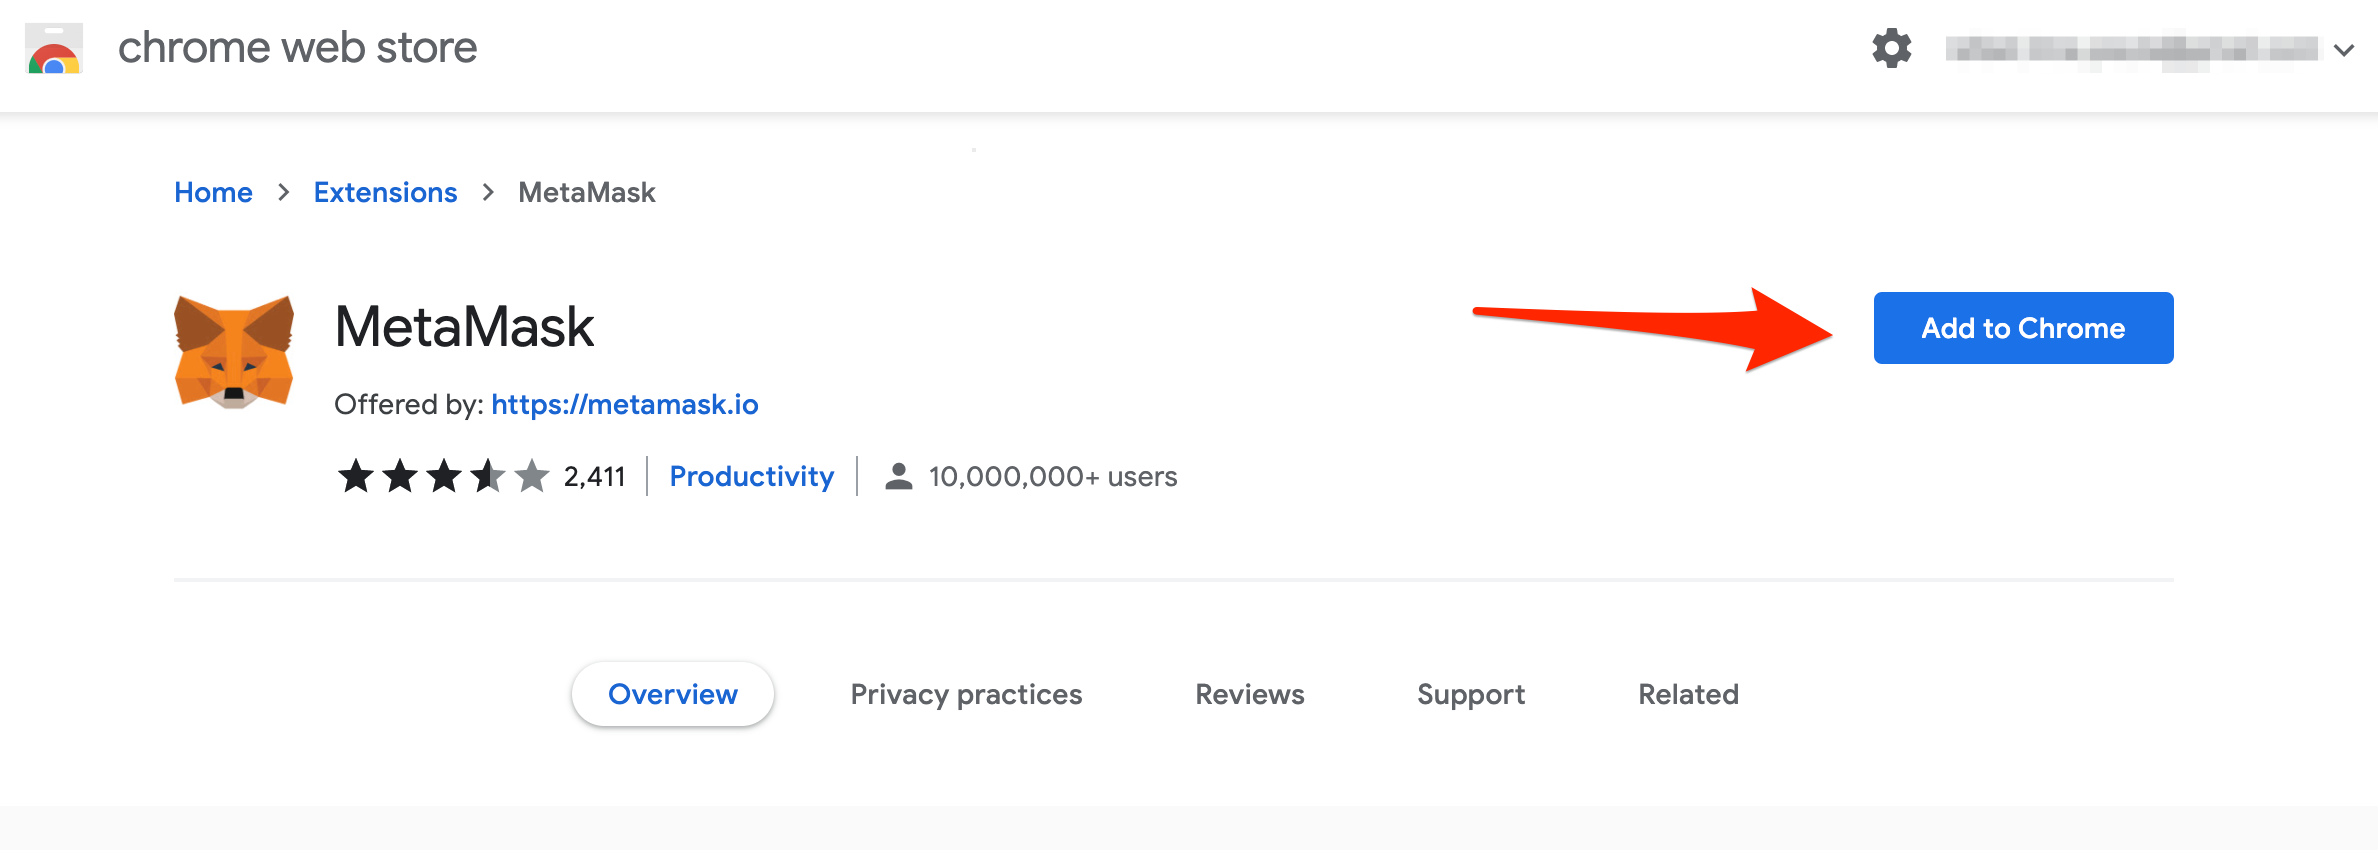 chrome web store
Home > Extensions > MetaMask
MetaMask
Add to Chrome
Offered by: https://metamask.io
2,411 Productivity 10,000,000+ users
Overview Privacy practices Reviews Support Related